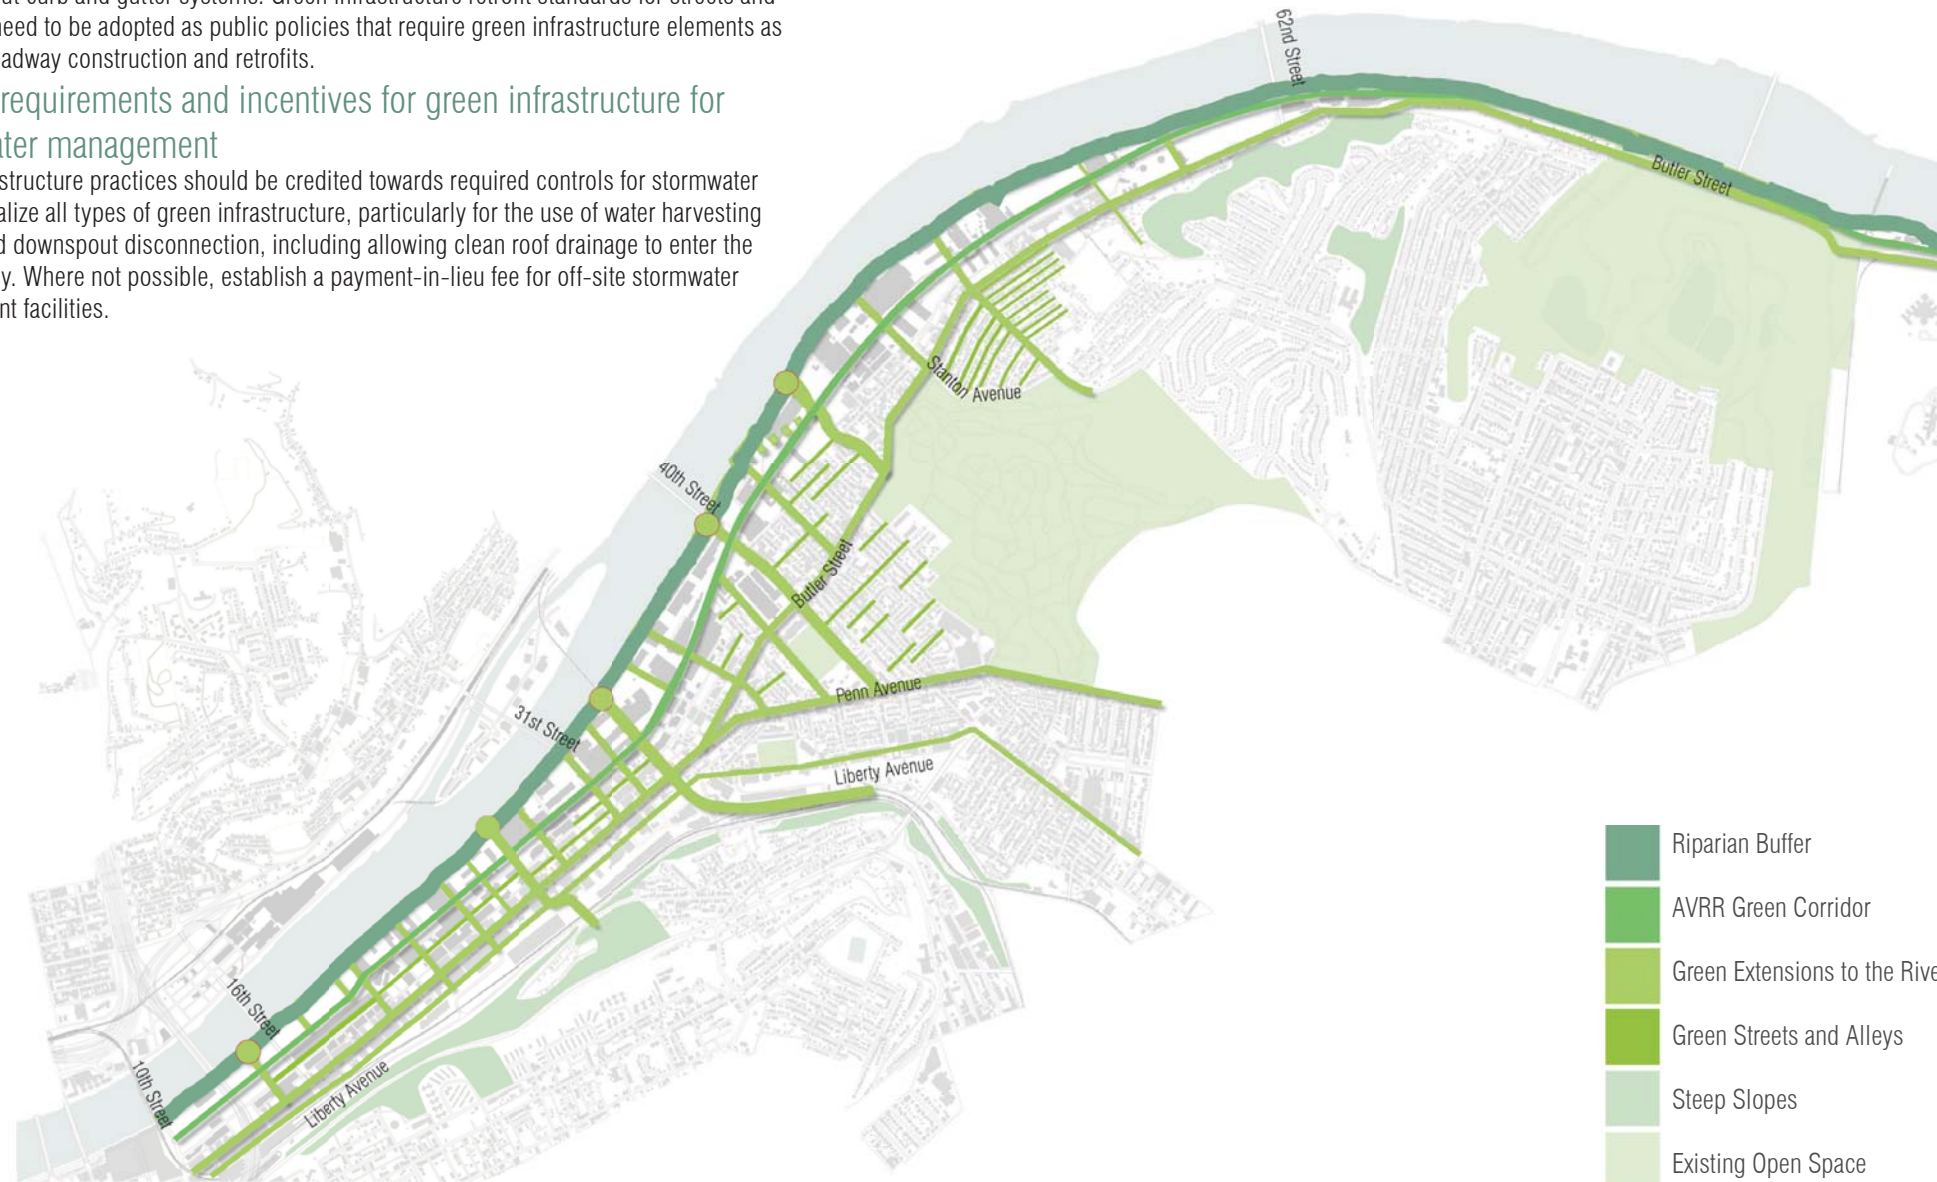 out curb and gutter systems. Green infrastructure retrofit standards for streets and
need to be adopted as public policies that require green infrastructure elements as
adway construction and retrofits.
requirements and incentives for green infrastructure for
ater management
structure practices should be credited towards required controls for stormwater
alize all types of green infrastructure, particularly for the use of water harvesting
d downspout disconnection, including allowing clean roof drainage to enter the
y. Where not possible, establish a payment-in-lieu fee for off-site stormwater
nt facilities.
62nd Street
Butler Street
Stanton Avenue
40th Street
Butler Street
Penn Avenue
31st Street
Liberty Avenue
16th Street
10th Street
Liberty Avenue
Riparian Buffer
AVRR Green Corridor
Green Extensions to the Rive
Green Streets and Alleys
Steep Slopes
Existing Open Space